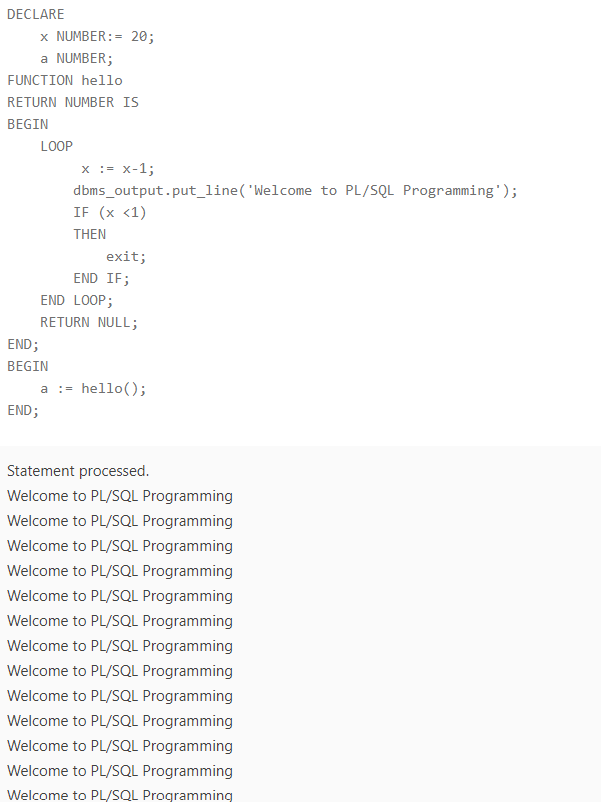 DECLARE
x NUMBER:= 20;
a NUMBER;
FUNCTION hello
RETURN NUMBER IS
BEGIN
LOOP
x := x-1;
dbms_output.put_line('Welcome to PL/SQL Programming');
IF (x <1)
THEN
exit;
END IF;
END LOOP;
RETURN NULL;
END;
BEGIN
a := hello();
END;
Statement processed.
Welcome to PL/SQL Programming
Welcome to PL/SQL Programming
Welcome to PL/SQL Programming
Welcome to PL/SQL Programming
Welcome to PL/SQL Programming
Welcome to PL/SQL Programming
Welcome to PL/SQL Programming
Welcome to PL/SQL Programming
Welcome to PL/SQL Programming
Welcome to PL/SQL Programming
Welcome to PL/SQL Programming
Welcome to PL/SQL Programming
Welcome to PL/SQL Programming